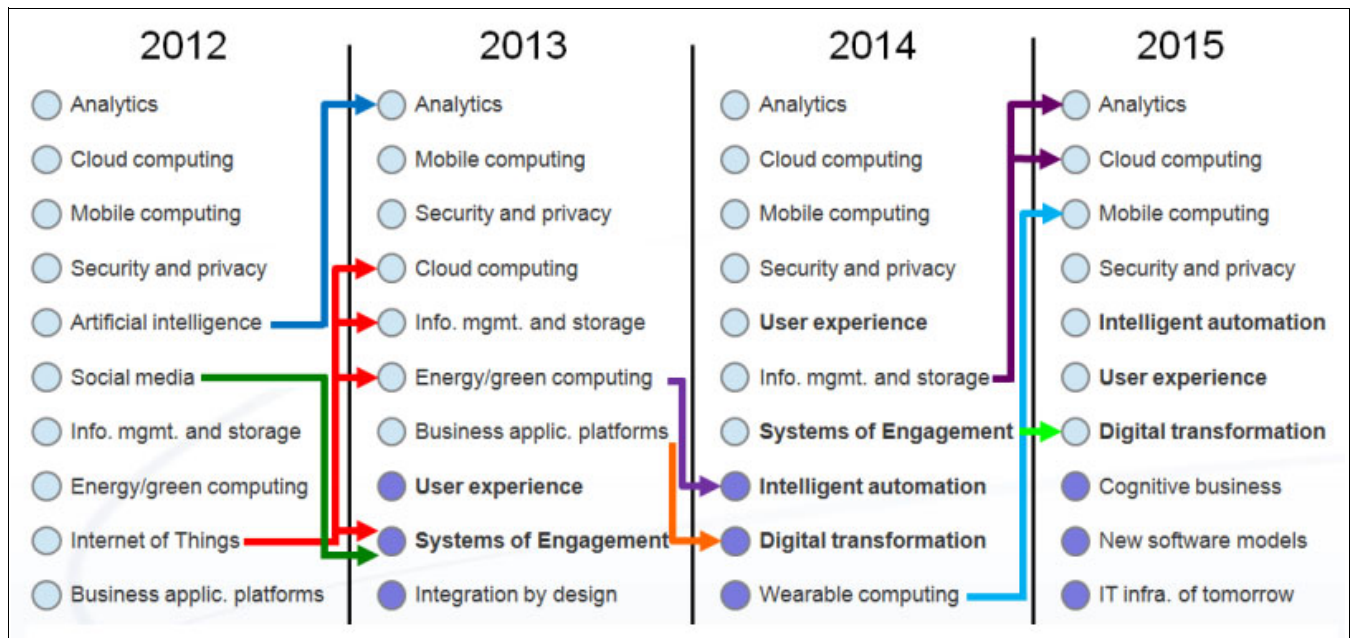 2012
Analytics
Cloud computing
Mobile computing
Security and privacy
Artificial intelligence
Social media
Info. mgmt. and storage
Energy/green computing
Internet of Things
Business applic. platforms
2013
Analytics
Mobile computing
Security and privacy
Cloud computing
Info. mgmt. and storage
Energy/green computing
Business applic. platforms
User experience
Systems of Engagement
Integration by design
2014
Analytics
Cloud computing
Mobile computing
Security and privacy
User experience
Info. mgmt. and storage
Systems of Engagement
Intelligent automation
Digital transformation
Wearable computing
2015
Analytics
Cloud computing
Mobile computing
Security and privacy
Intelligent automation
User experience
Digital transformation
Cognitive business
New software models
IT infra. of tomorrow